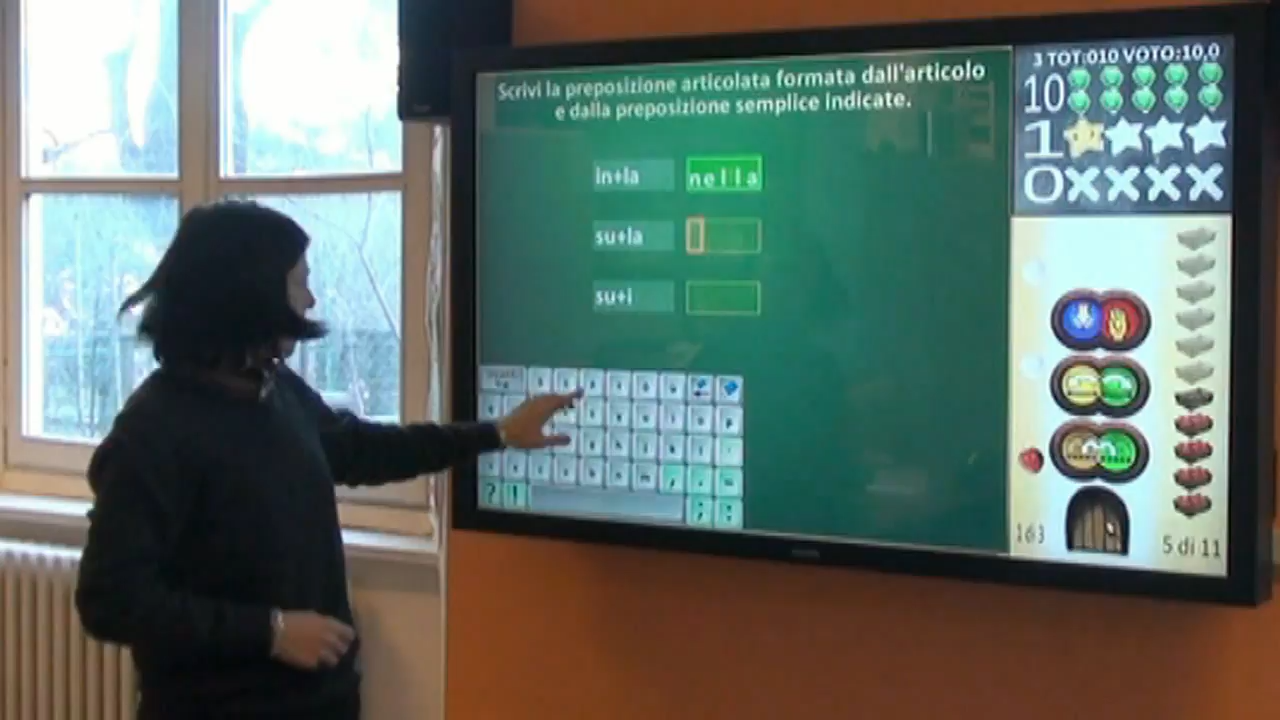 Scrivi la preposizione articolata formata dall'articolo
e dalla preposizione semplice indicate.
in+la nella
su+la
su+i
? !
3 TOT:010 VOTO:10,0
10
1
0
163
5 di 11